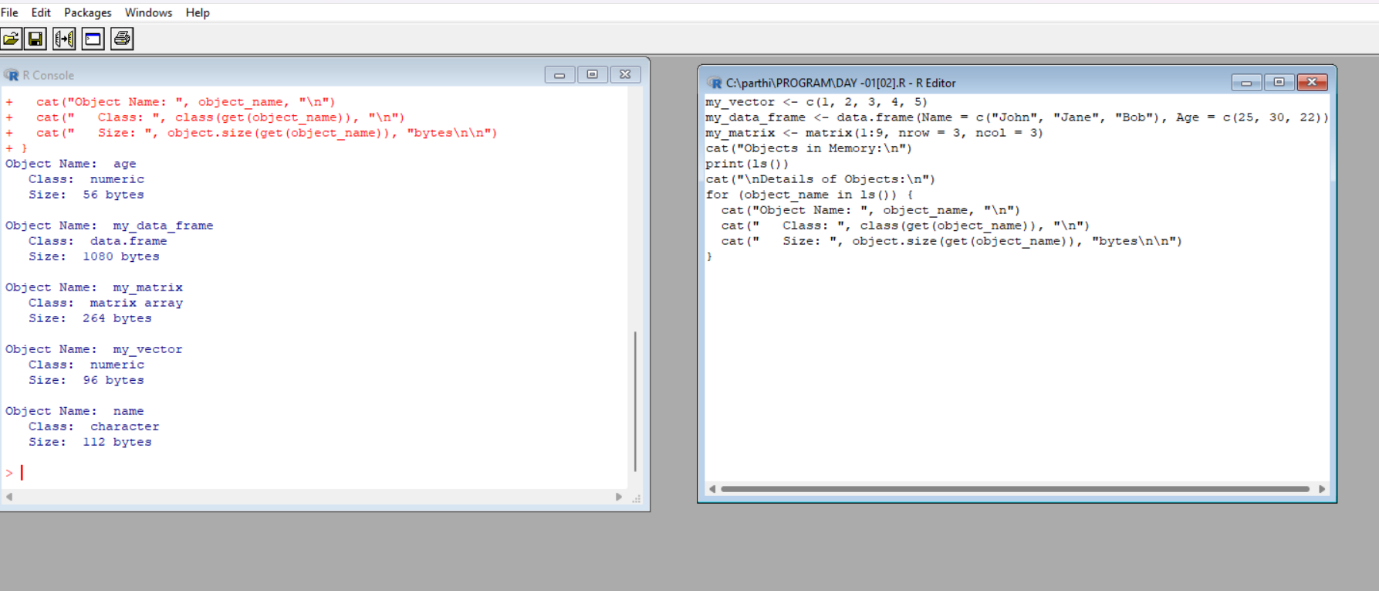 File Edit Packages Windows Help
R Console
+    cat("Object Name: ", object_name, "\n")
+    cat("   Class: ", class(get(object_name)), "\n")
+    cat("   Size: ", object.size(get(object_name)), "bytes\n\n")
+ }
Object Name:  age
   Class:  numeric
   Size:  56 bytes

Object Name:  my_data_frame
   Class:  data.frame
   Size:  1080 bytes

Object Name:  my_matrix
   Class:  matrix array
   Size:  264 bytes

Object Name:  my_vector
   Class:  numeric
   Size:  96 bytes

Object Name:  name
   Class:  character
   Size:  112 bytes

>
C:\parthi\PROGRAM\DAY -01[02].R - R Editor
my_vector <- c(1, 2, 3, 4, 5)
my_data_frame <- data.frame(Name = c("John", "Jane", "Bob"), Age = c(25, 30, 22))
my_matrix <- matrix(1:9, nrow = 3, ncol = 3)
cat("Objects in Memory:\n")
print(ls())
cat("\nDetails of Objects:\n")
for (object_name in ls()) {
  cat("Object Name: ", object_name, "\n")
  cat("   Class: ", class(get(object_name)), "\n")
  cat("   Size: ", object.size(get(object_name)), "bytes\n\n")
}